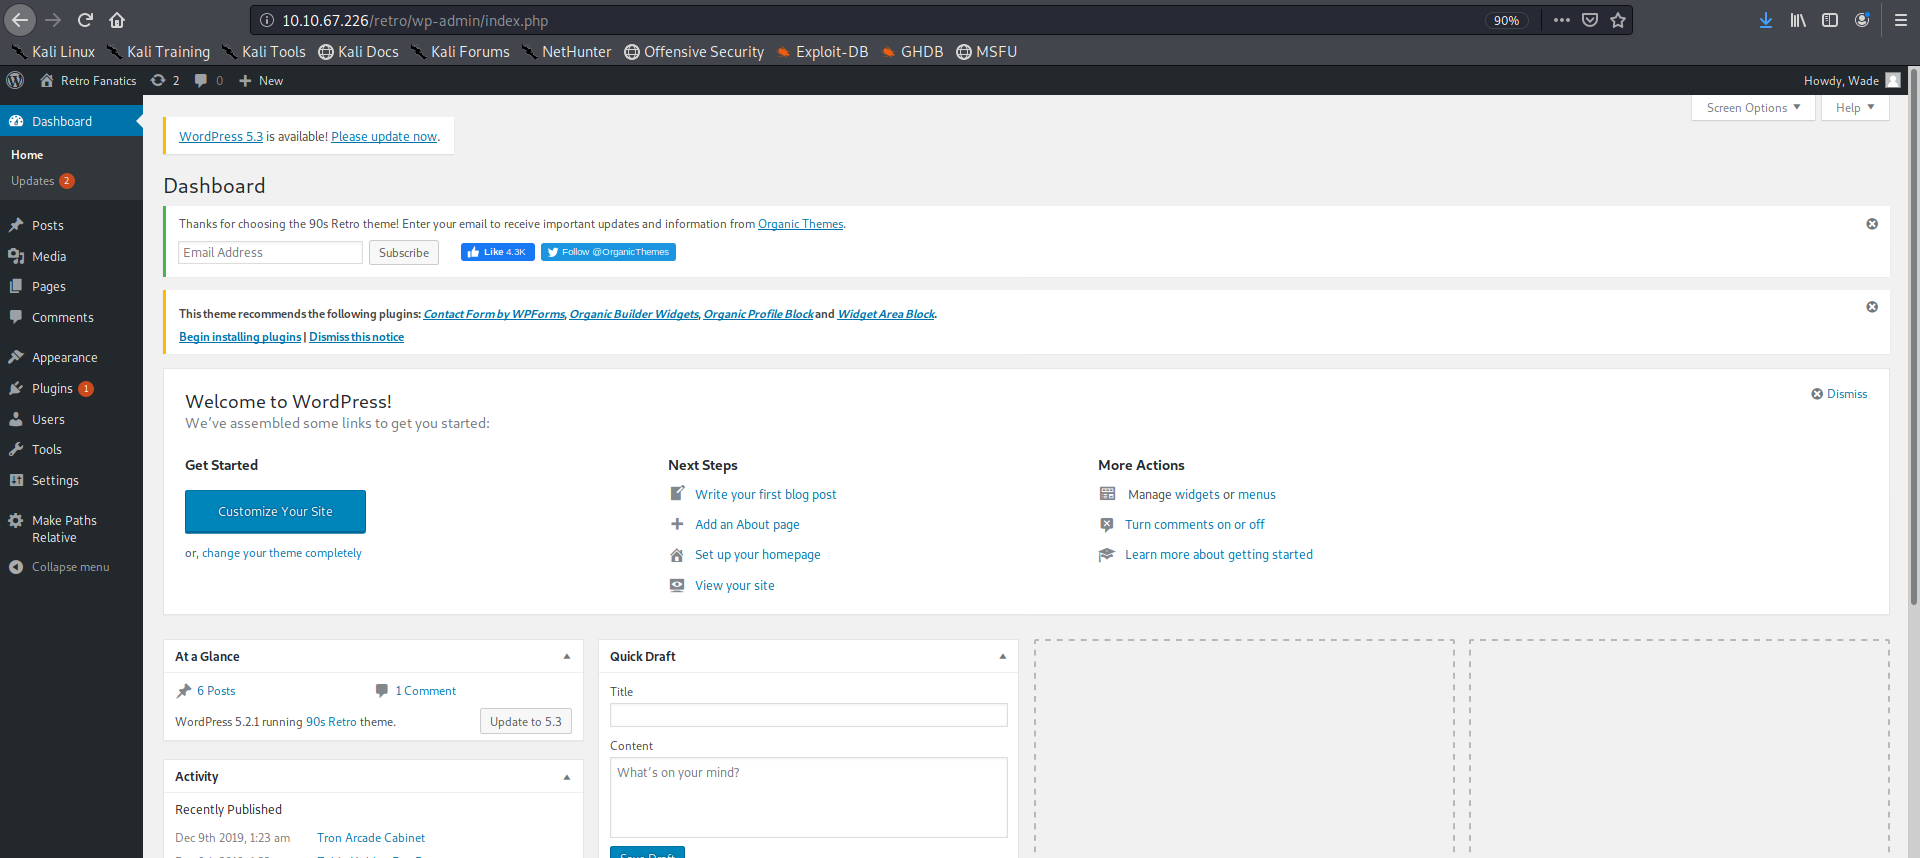 10.10.67.226/retro/wp-admin/index.php 90%
Kali Linux Kali Training Kali Tools Kali Docs Kali Forums NetHunter Offensive Security Exploit-DB GHDB MSFU
Retro Fanatics 2 0 New Howdy, Wade
Screen Options Help
Dashboard
Home
Updates 2
Posts
Media
Pages
Comments
Appearance
Plugins 1
Users
Tools
Settings
Make Paths
Relative
Collapse menu
WordPress 5.3 is available! Please update now.
Dashboard
Thanks for choosing the 90s Retro theme! Enter your email to receive important updates and information from Organic Themes.
Email Address Subscribe Like 4.3K Follow @OrganicThemes
This theme recommends the following plugins: Contact Form by WPForms, Organic Builder Widgets, Organic Profile Block and Widget Area Block.
Begin installing plugins | Dismiss this notice
Welcome to WordPress! Dismiss
We've assembled some links to get you started:
Get Started
Customize Your Site
or, change your theme completely
Next Steps
Write your first blog post
Add an About page
Set up your homepage
View your site
More Actions
Manage widgets or menus
Turn comments on or off
Learn more about getting started
At a Glance
6 Posts 1 Comment
WordPress 5.2.1 running 90s Retro theme. Update to 5.3
Activity
Recently Published
Dec 9th 2019, 1:23 am Tron Arcade Cabinet
Quick Draft
Title
Content
What's on your mind?
Save Draft